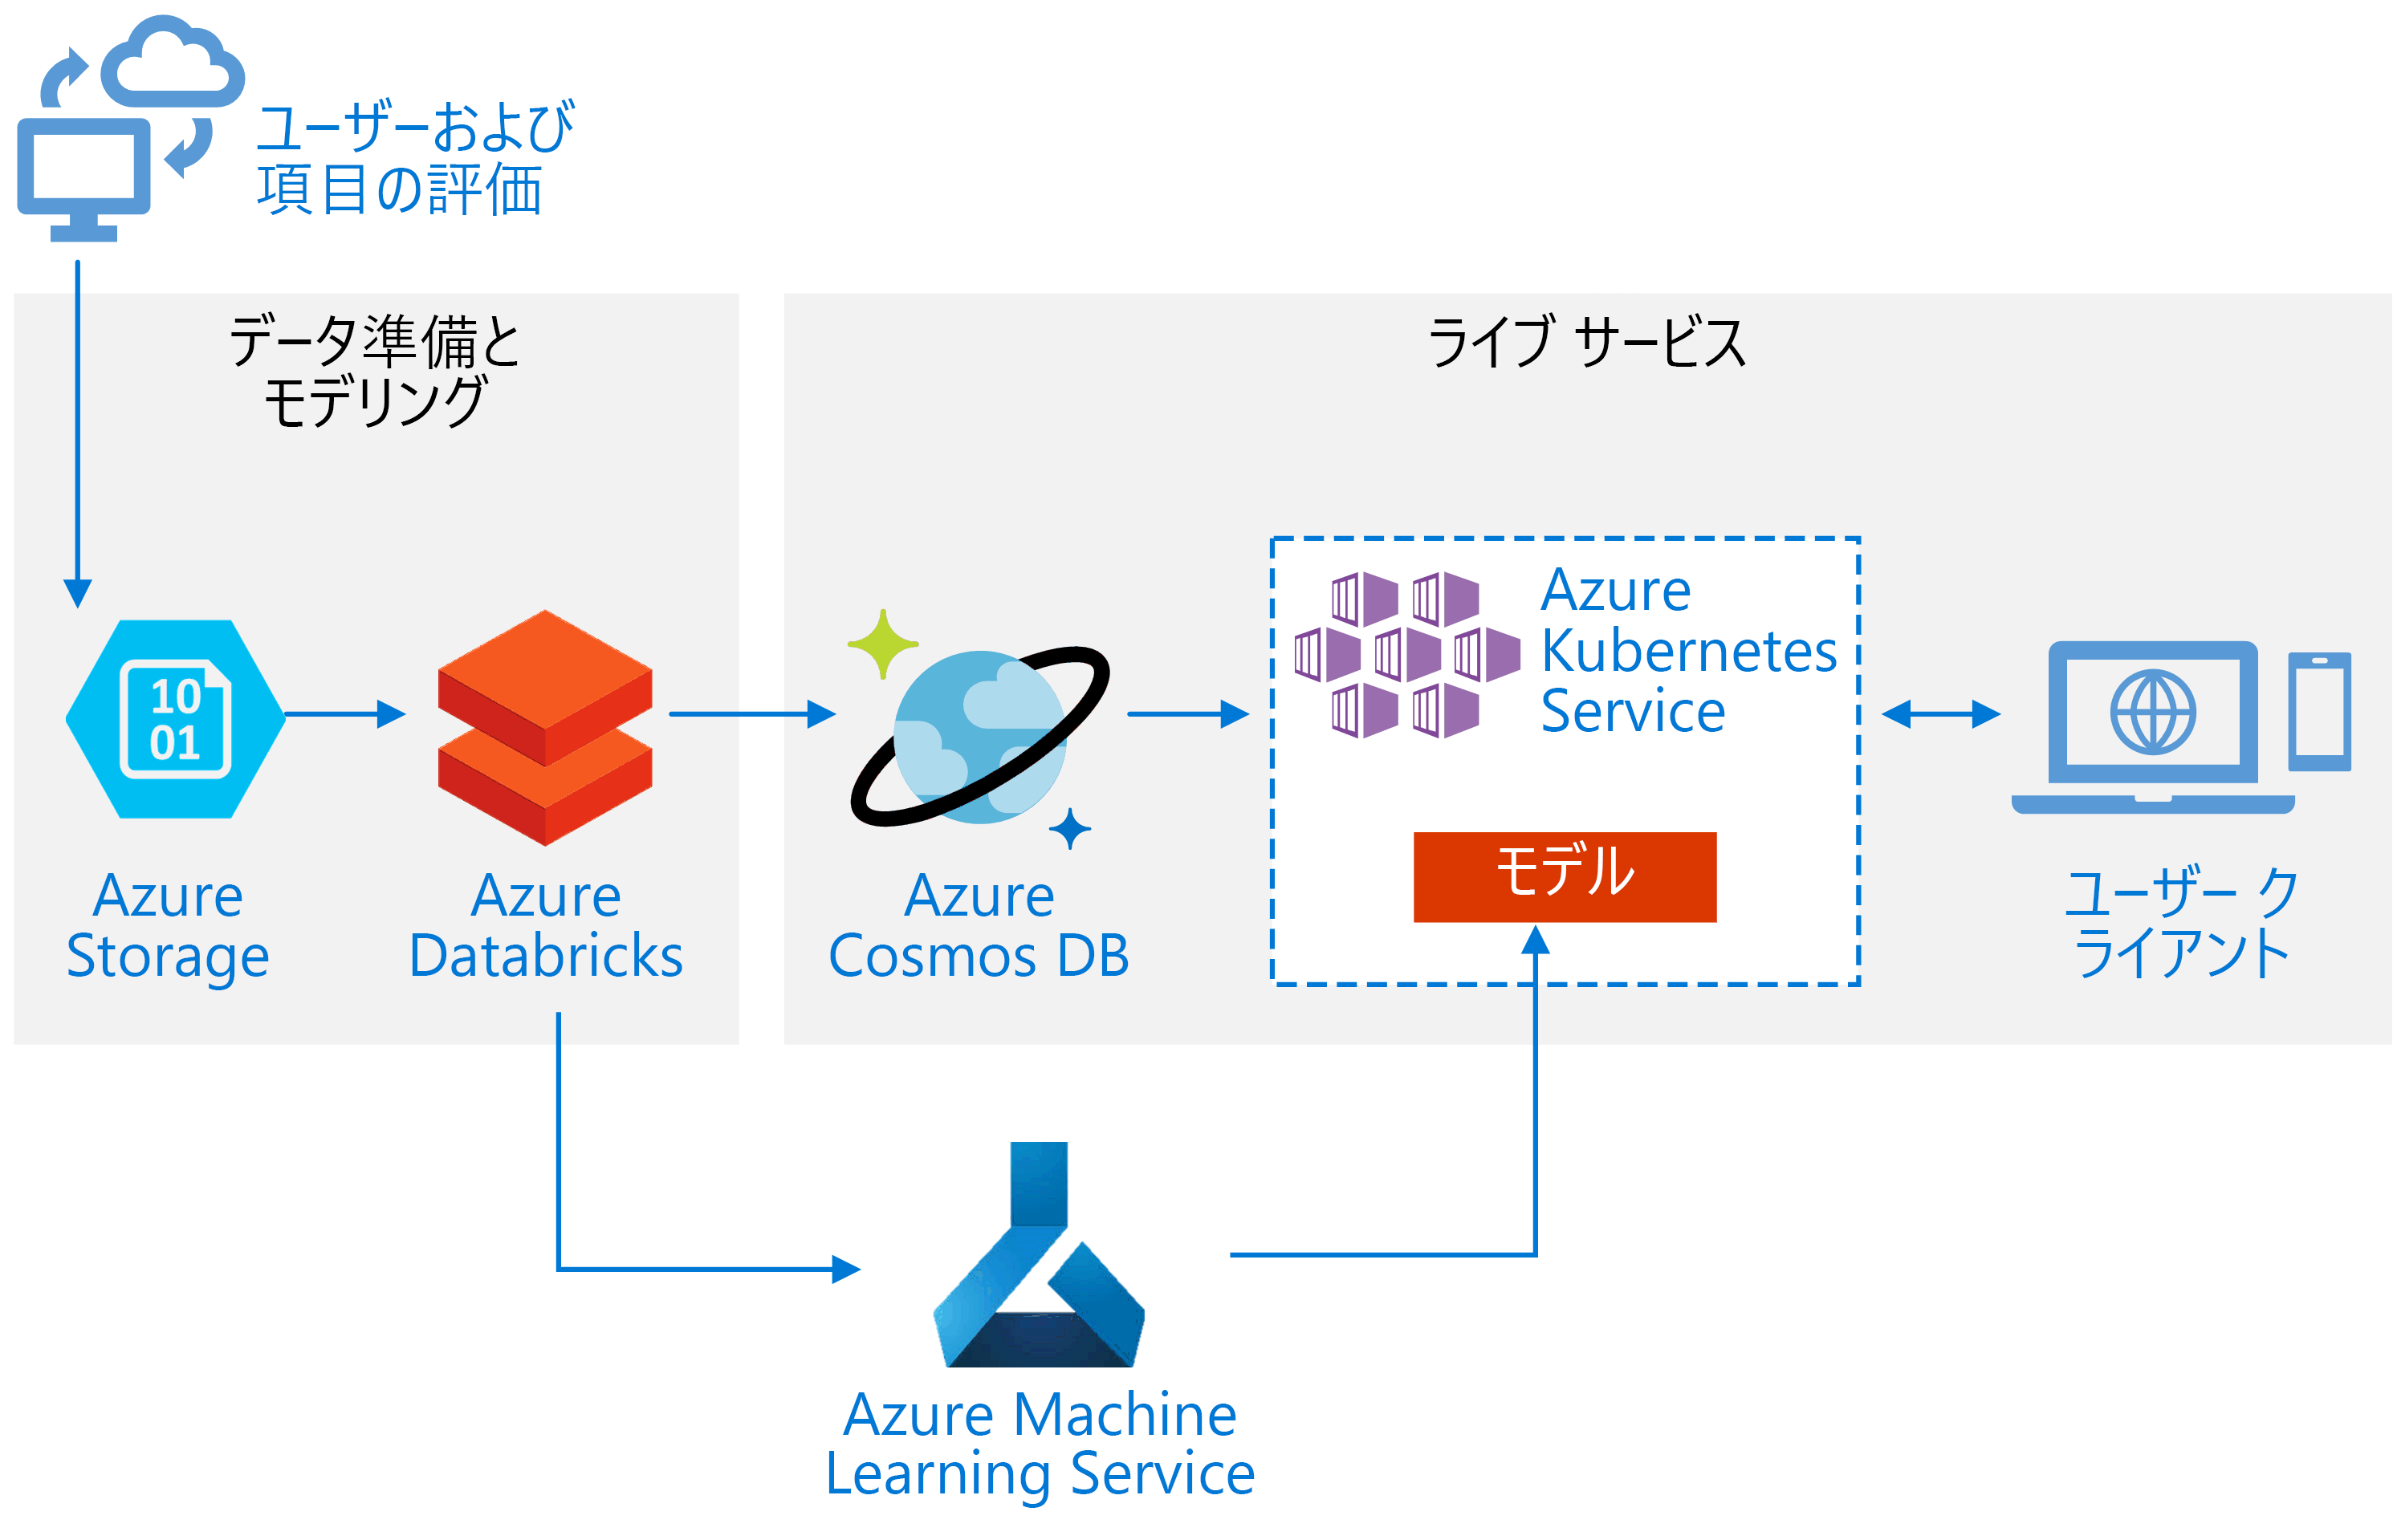 ユーザーおよび
項目の評価
データ準備と
モデリング
ライブ サービス
10
01
Azure
Storage
Azure
Databricks
Azure
Cosmos DB
Azure
Kubernetes
Service
モデル
ユーザー ク
ライアント
Azure Machine
Learning Service